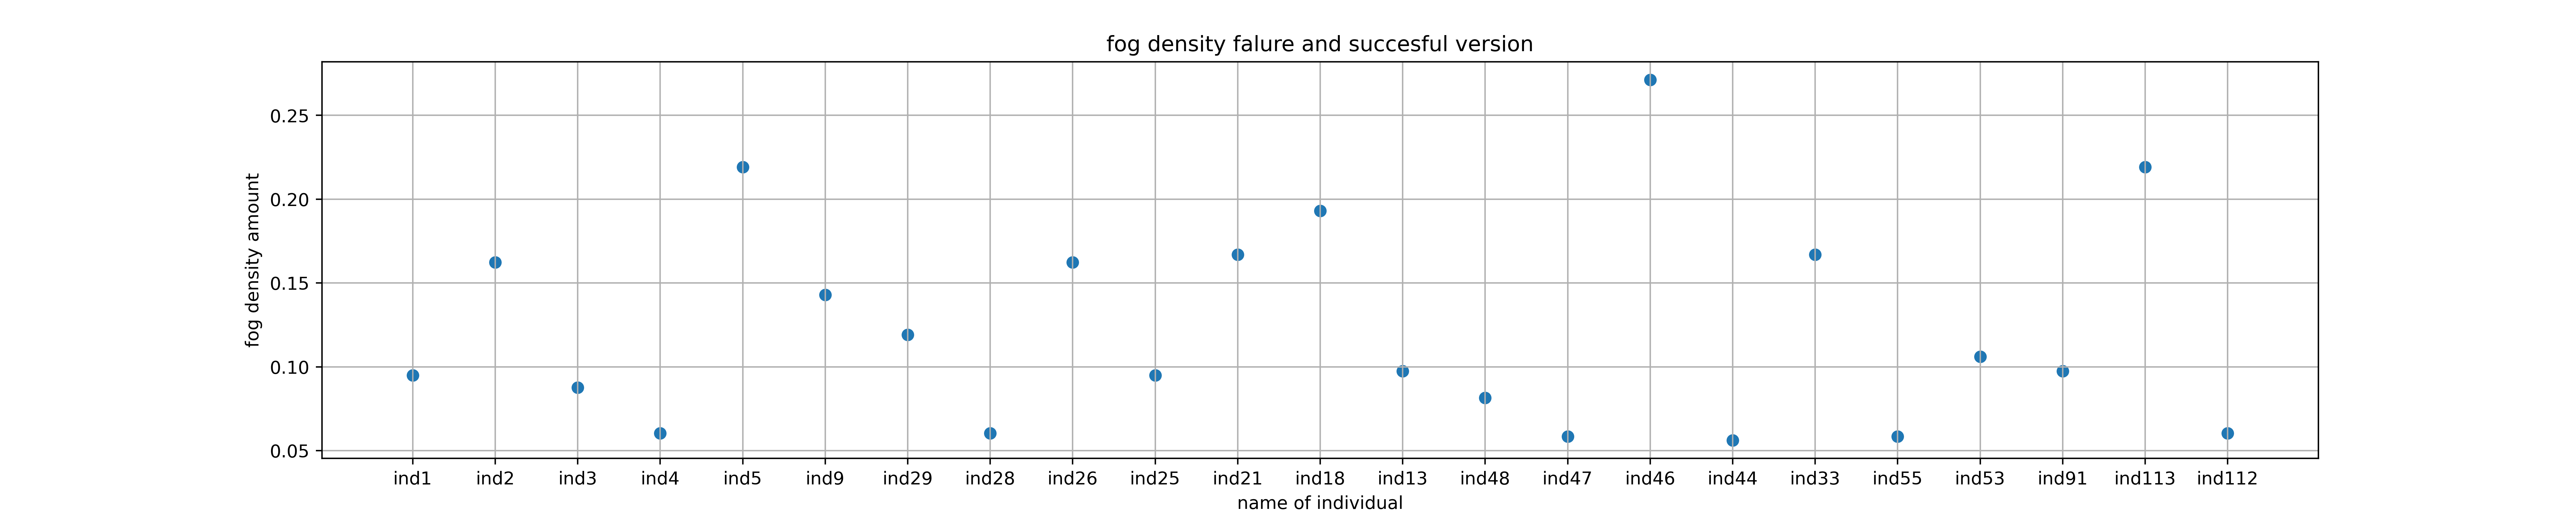 fog density falure and succesful version
fog density amount
0.25
0.20
0.15
0.10
0.05
ind1 ind2 ind3 ind4 ind5 ind9 ind29 ind28 ind26 ind25 ind21 ind18 ind13 ind48 ind47 ind46 ind44 ind33 ind55 ind53 ind91 ind113 ind112
name of individual